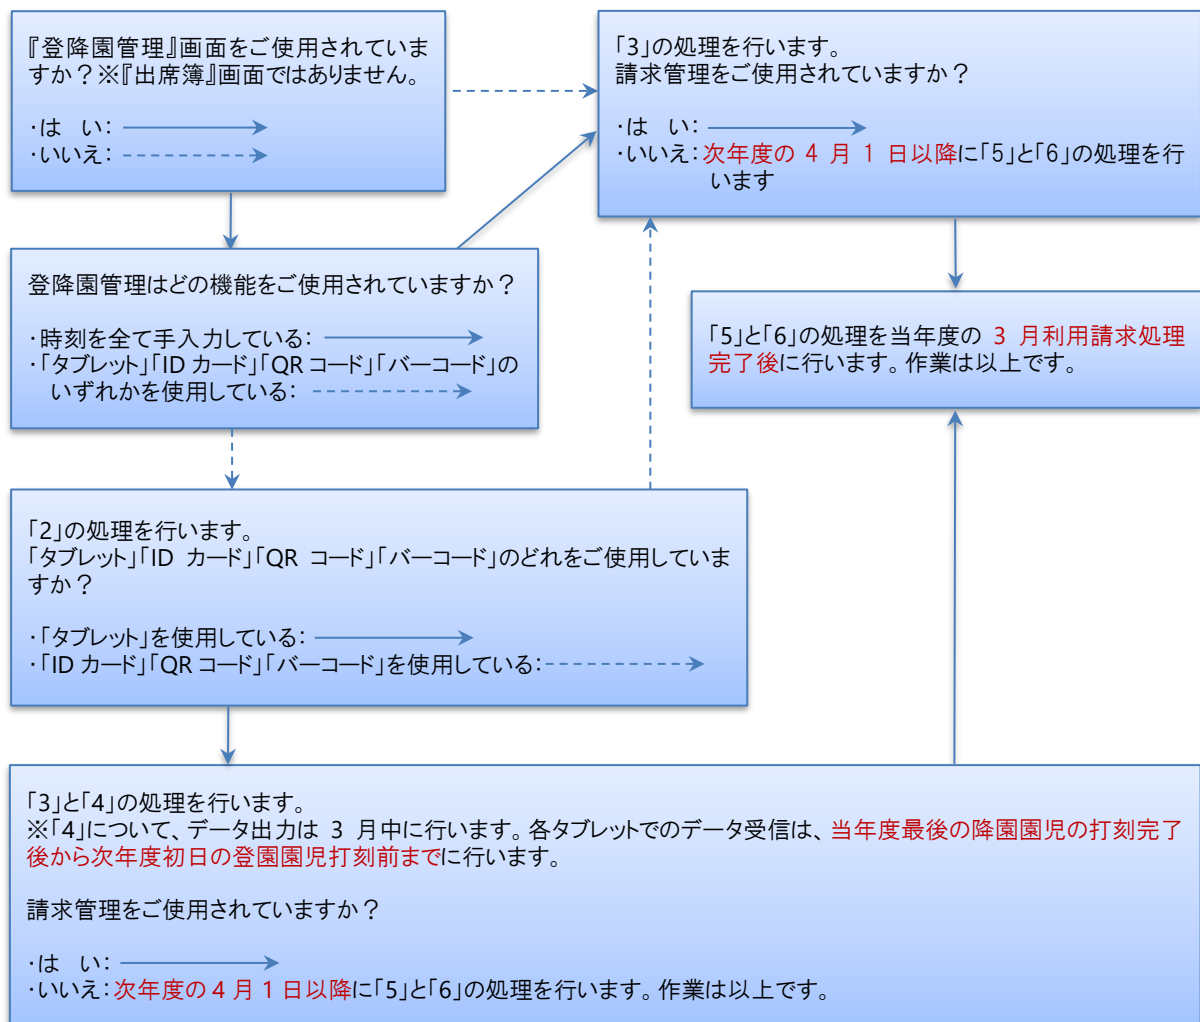 『登降園管理』画面をご使用されていま
すか？※『出席簿』画面ではありません。
・は　い：
・いいえ：
「3」の処理を行います。
請求管理をご使用されていますか？
・は　い：
・いいえ：次年度の 4 月 1 日以降に「5」と「6」の処理を行
います
登降園管理はどの機能をご使用されていますか？
・時刻を全て手入力している：
・「タブレット」「ID カード」「QR コード」「バーコード」の
いずれかを使用している：
「5」と「6」の処理を当年度の 3 月利用請求処理
完了後に行います。作業は以上です。
「2」の処理を行います。
「タブレット」「ID カード」「QR コード」「バーコード」のどれをご使用していま
すか？
・「タブレット」を使用している：
・「ID カード」「QR コード」「バーコード」を使用している：
「3」と「4」の処理を行います。
※「4」について、データ出力は 3 月中に行います。各タブレットでのデータ受信は、当年度最後の降園園児の打刻完了
後から次年度初日の登園園児打刻前までに行います。
請求管理をご使用されていますか？
・は　い：
・いいえ：次年度の 4 月 1 日以降に「5」と「6」の処理を行います。作業は以上です。